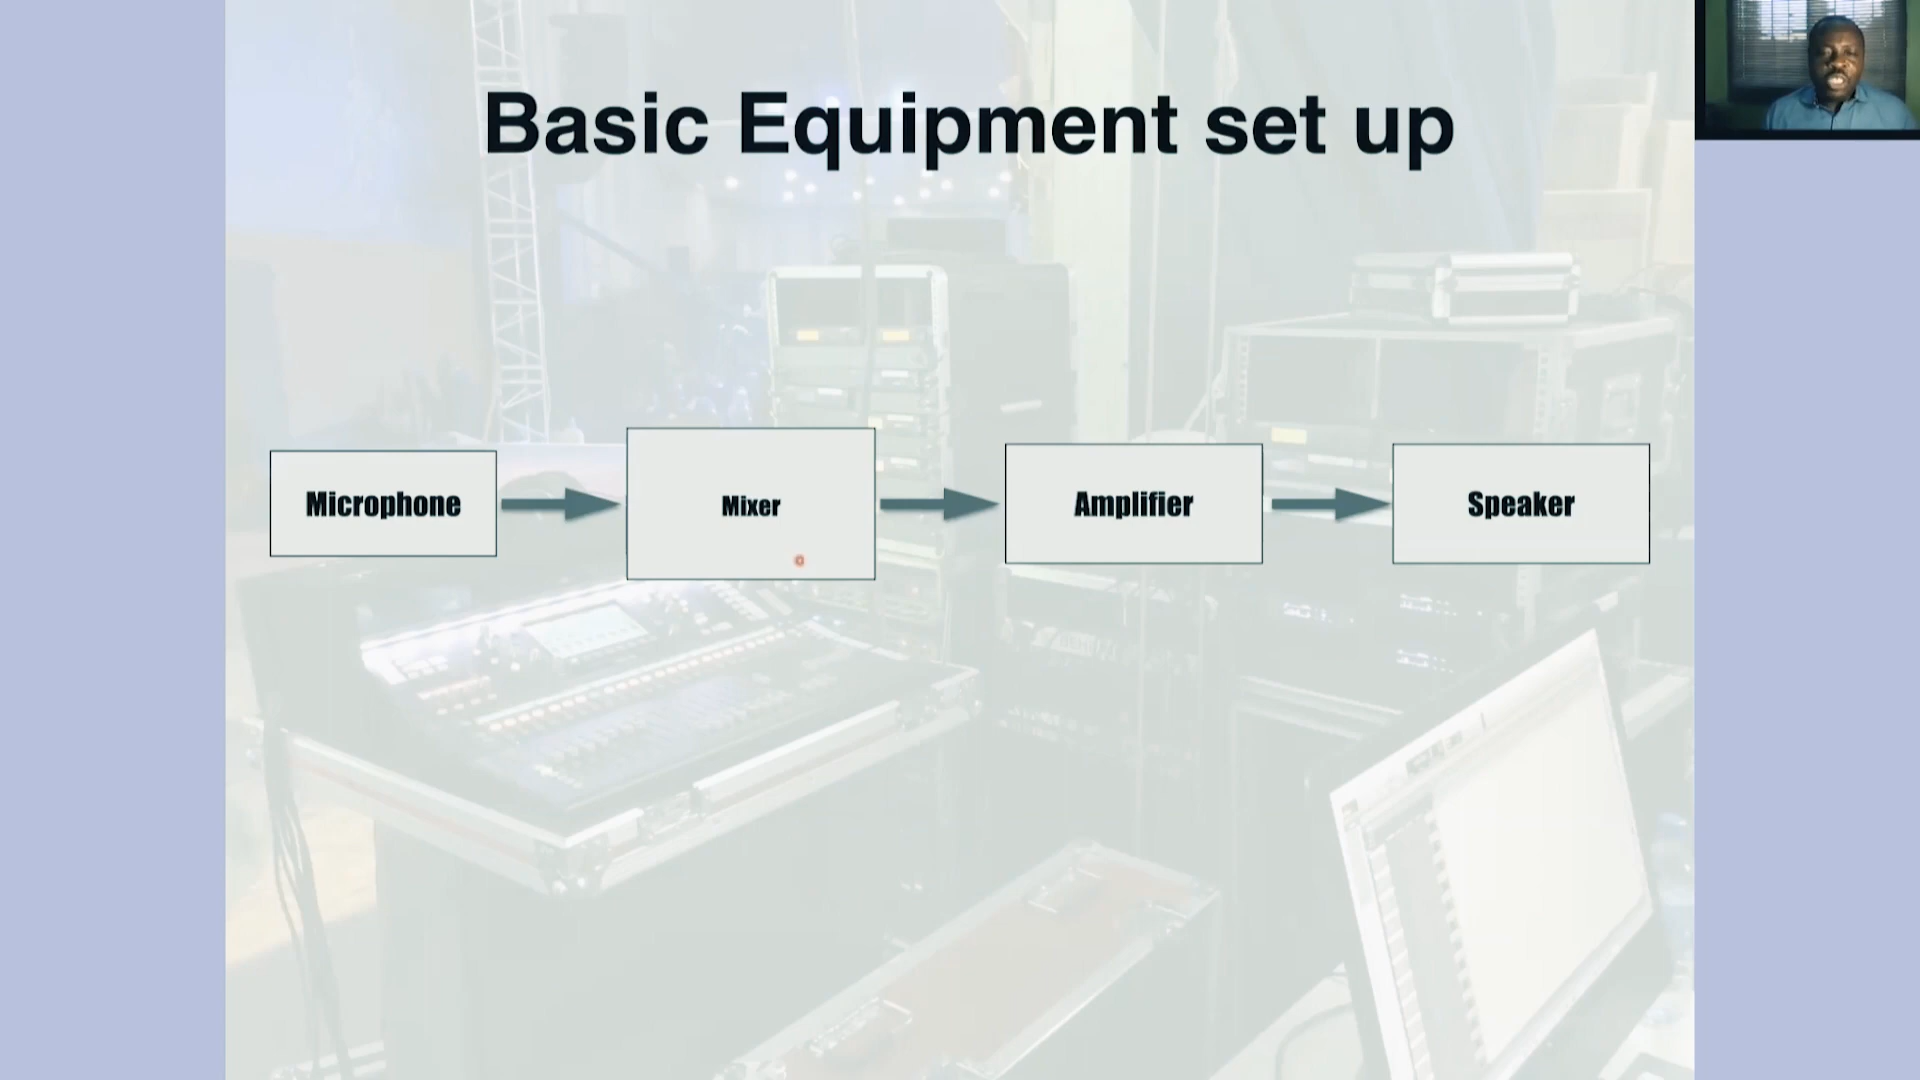 Basic Equipment set up
Microphone
Mixer
Amplifier
Speaker